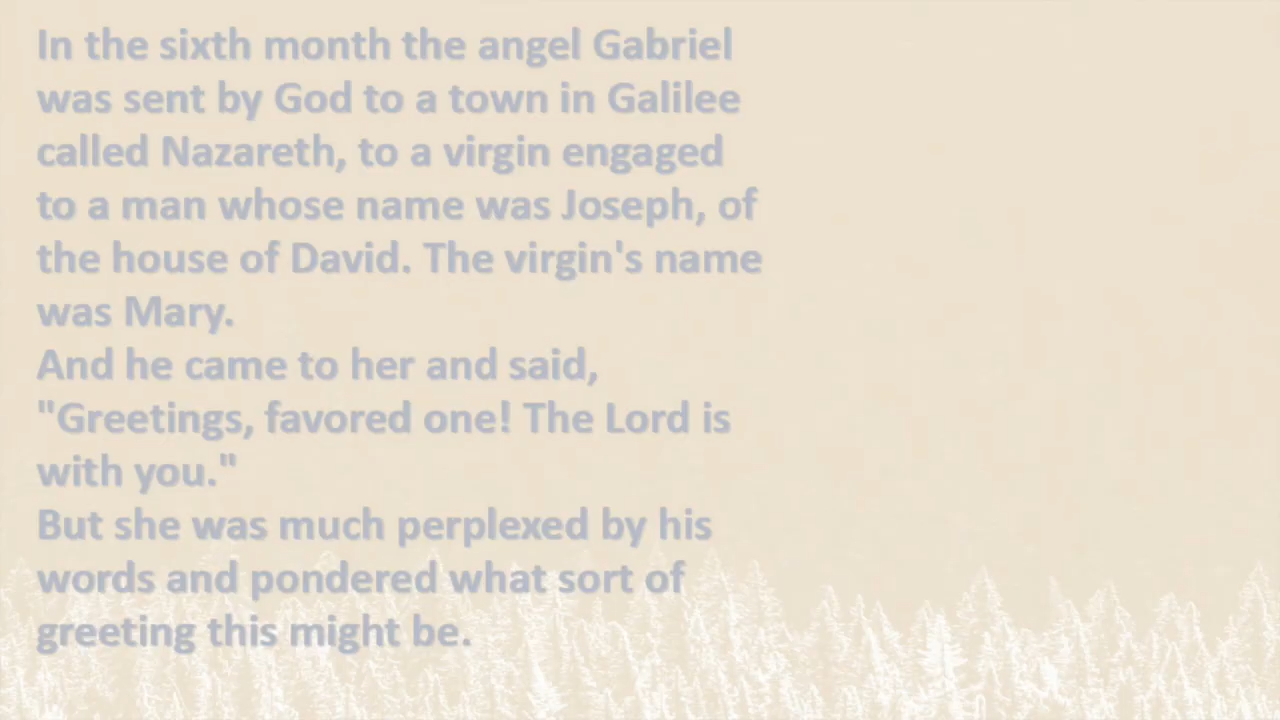 In the sixth month the angel Gabriel
was sent by God to a town in Galilee
called Nazareth, to a virgin engaged
to a man whose name was Joseph, of
the house of David. The virgin's name
was Mary.
And he came to her and said,
"Greetings, favored one! The Lord is
with you."
But she was much perplexed by his
words and pondered what sort of
greeting this might be.